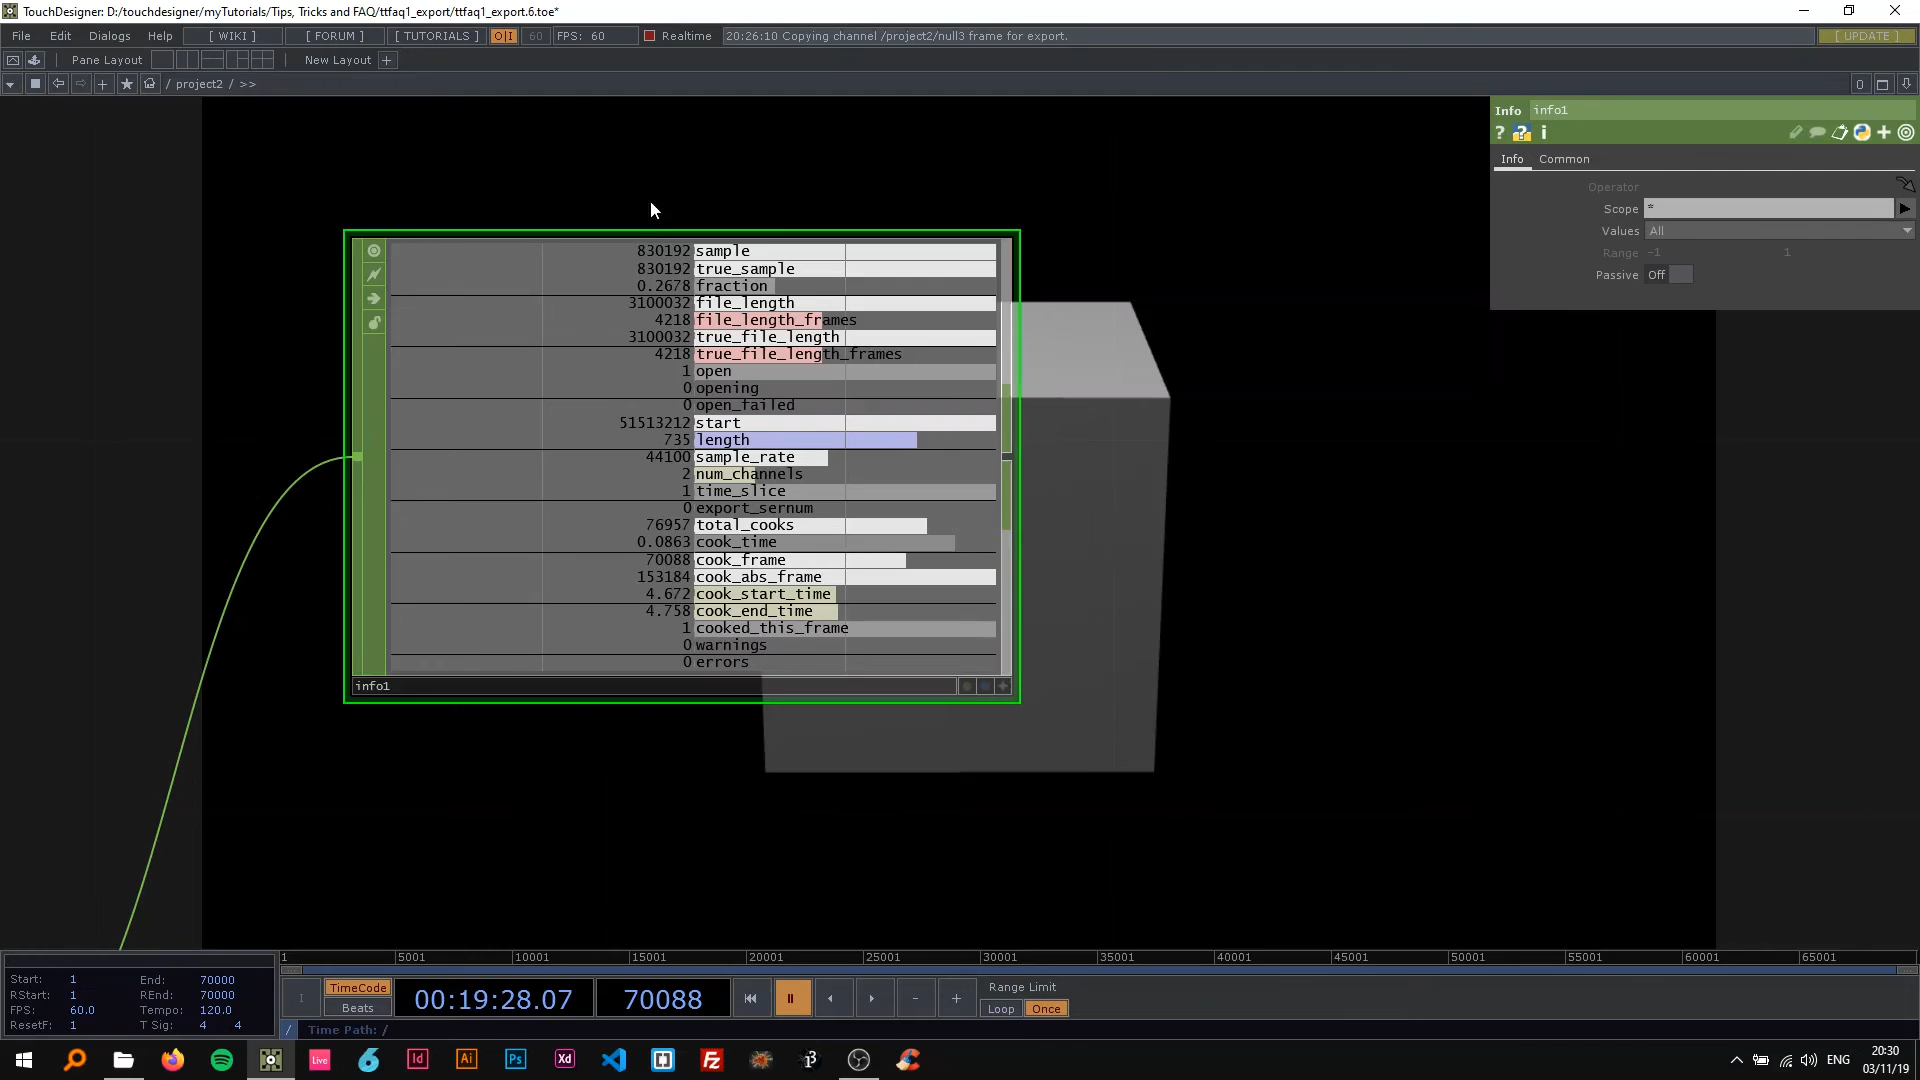 TouchDesigner: D:/touchdesigner/myTutorials/Tips, Tricks and FAQ/ttfaq1_export/ttfaq1_export.6.toe*
File Edit Dialogs Help [ WIKI ] [ FORUM ] [ TUTORIALS ] O|I 60 FPS: 60 Realtime 20:26:10 Copying channel /project2/null3 frame for export. [ UPDATE ]
Pane Layout New Layout +
/ project2 / >> 0
Info info1
? ? i
Info Common
Operator
Scope *
Values All
Range -1 1
Passive Off
830192 sample
830192 true_sample
0.2678 fraction
3100032 file_length
4218 file_length_frames
3100032 true_file_length
4218 true_file_length_frames
1 open
0 opening
0 open_failed
51513212 start
735 length
44100 sample_rate
2 num_channels
1 time_slice
0 export_sernum
76957 total_cooks
0.0863 cook_time
70088 cook_frame
153184 cook_abs_frame
4.672 cook_start_time
4.758 cook_end_time
1 cooked_this_frame
0 warnings
0 errors
info1
1 5001 10001 15001 20001 25001 30001 35001 40001 45001 50001 55001 60001 65001
Start: 1 End: 70000
RStart: 1 REnd: 70000
FPS: 60.0 Tempo: 120.0
ResetF: 1 T Sig: 4 4
TimeCode
Beats
00:19:28.07 70088
- +
Range Limit
Loop Once
/ Time Path: /
Live Id Ai Ps Xd Fz
ENG
20:30
03/11/19